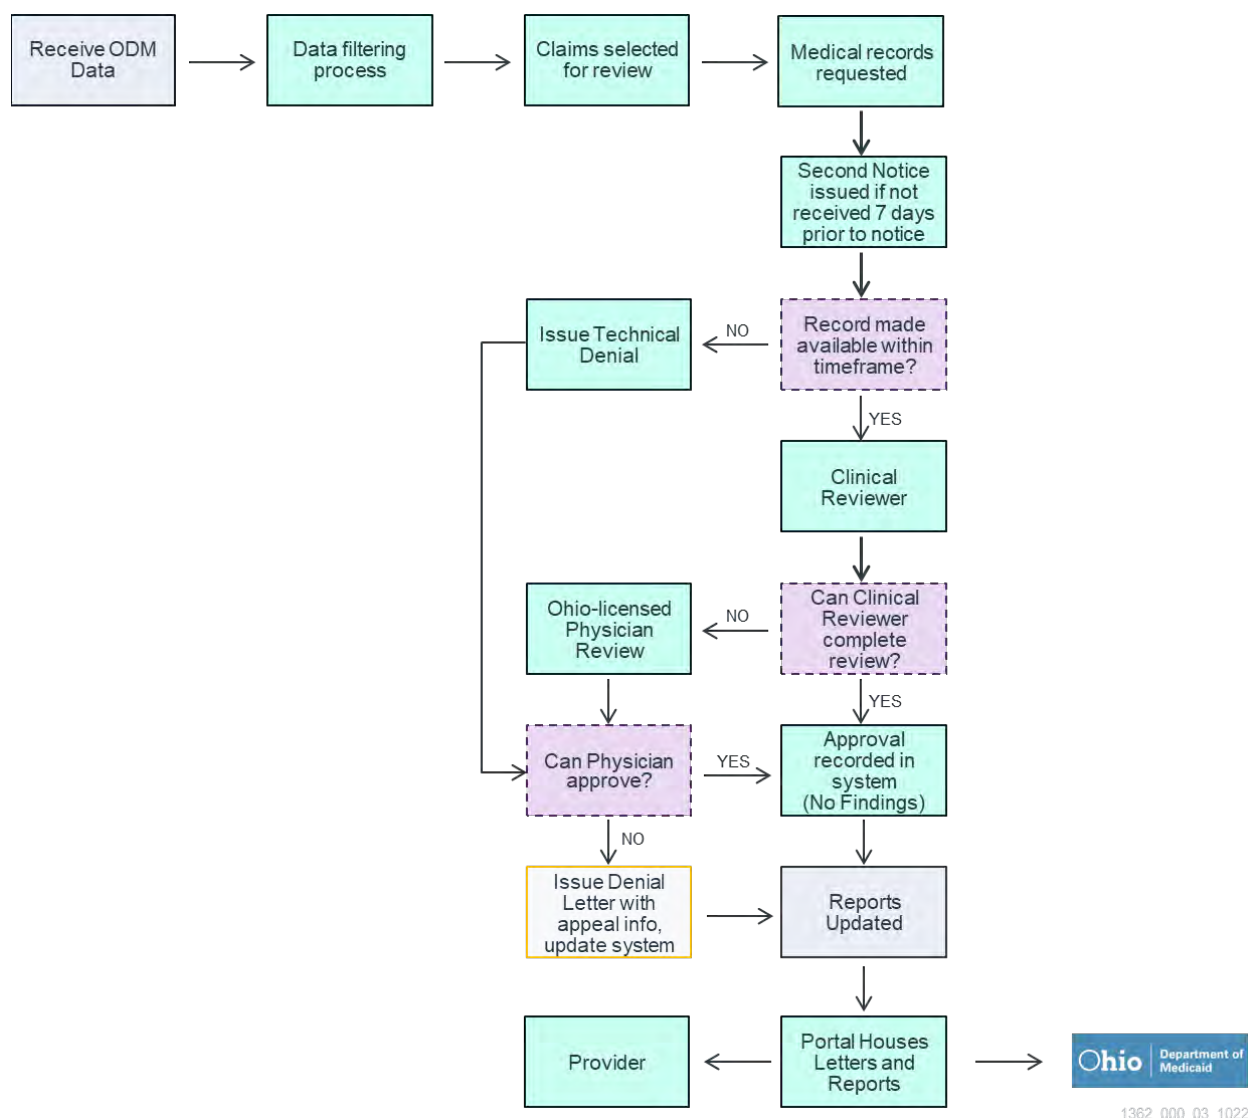 Receive ODM
Data
Data filtering
process
Claims selected
for review
Medical records
requested
Second Notice
issued if not
received 7 days
prior to notice
Issue Technical
Denial
NO
Record made
available within
timeframe?
YES
Clinical
Reviewer
Ohio-licensed
Physician
Review
NO
Can Clinical
Reviewer
complete
review?
YES
Can Physician
approve?
YES
Approval
recorded in
system
(No Findings)
NO
Issue Denial
Letter with
appeal info,
update system
Reports
Updated
Provider
Portal Houses
Letters and
Reports
Ohio
Department of
Medicaid
1362_000_03_1022